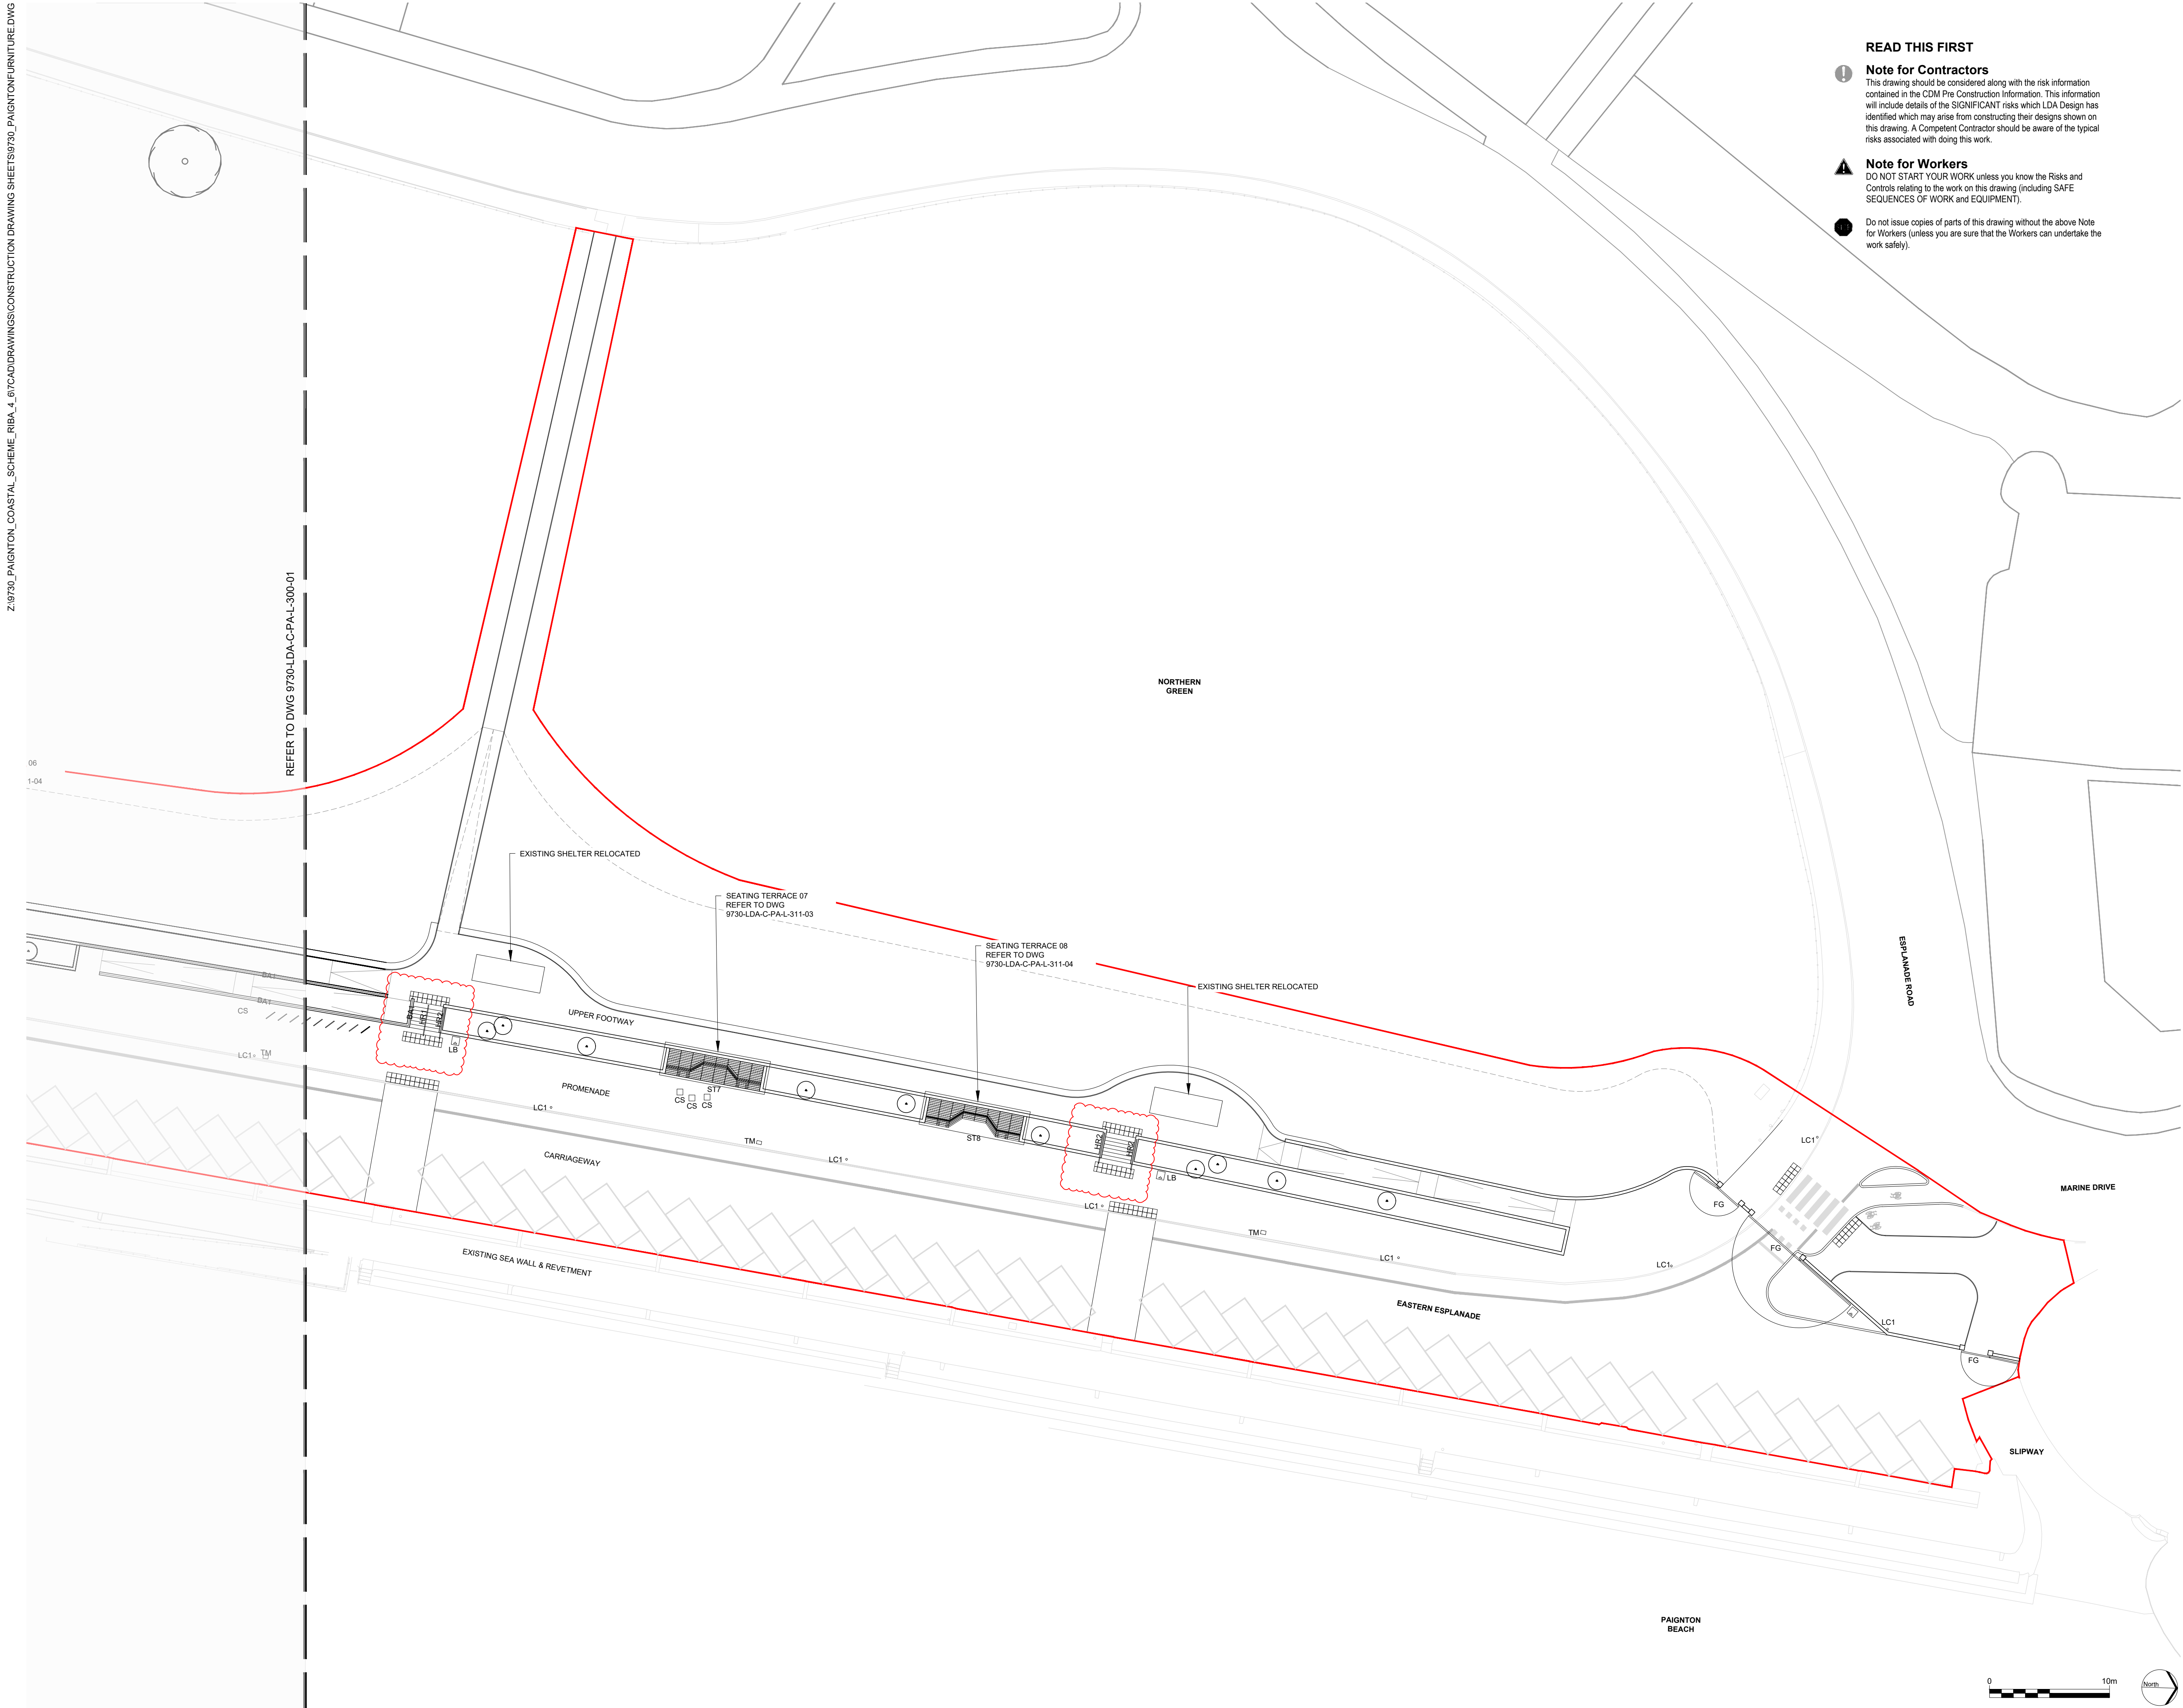 Z:\9730_PAIGNTON_COASTAL_SCHEME_RIBA_4_6\7CAD\DRAWINGS\CONSTRUCTION DRAWING SHEETS\9730_PAIGNTONFURNITURE.DWG
READ THIS FIRST
Note for Contractors
This drawing should be considered along with the risk information
contained in the CDM Pre Construction Information. This information
will include details of the SIGNIFICANT risks which LDA Design has
identified which may arise from constructing their designs shown on
this drawing. A Competent Contractor should be aware of the typical
risks associated with doing this work.
Note for Workers
DO NOT START YOUR WORK unless you know the Risks and
Controls relating to the work on this drawing (including SAFE
SEQUENCES OF WORK and EQUIPMENT).
Do not issue copies of parts of this drawing without the above Note
for Workers (unless you are sure that the Workers can undertake the
work safely).
REFER TO DWG 9730-LDA-C-PA-L-300-01
NORTHERN
GREEN
06
1-04
EXISTING SHELTER RELOCATED
SEATING TERRACE 07
REFER TO DWG
9730-LDA-C-PA-L-311-03
SEATING TERRACE 08
REFER TO DWG
9730-LDA-C-PA-L-311-04
EXISTING SHELTER RELOCATED
ESPLANADE ROAD
BA1
BA1
CS
LC1
TM
BA1
HR1
HR2
LB
UPPER FOOTWAY
PROMENADE
CS
CS
CS
ST7
LC1
TM
ST8
LC1
CARRIAGEWAY
HR2
HR2
LB
LC1
TM
LC1
LC1
LC1
FG
FG
LC1
FG
MARINE DRIVE
EXISTING SEA WALL & REVETMENT
EASTERN ESPLANADE
SLIPWAY
PAIGNTON
BEACH
0
10m
North